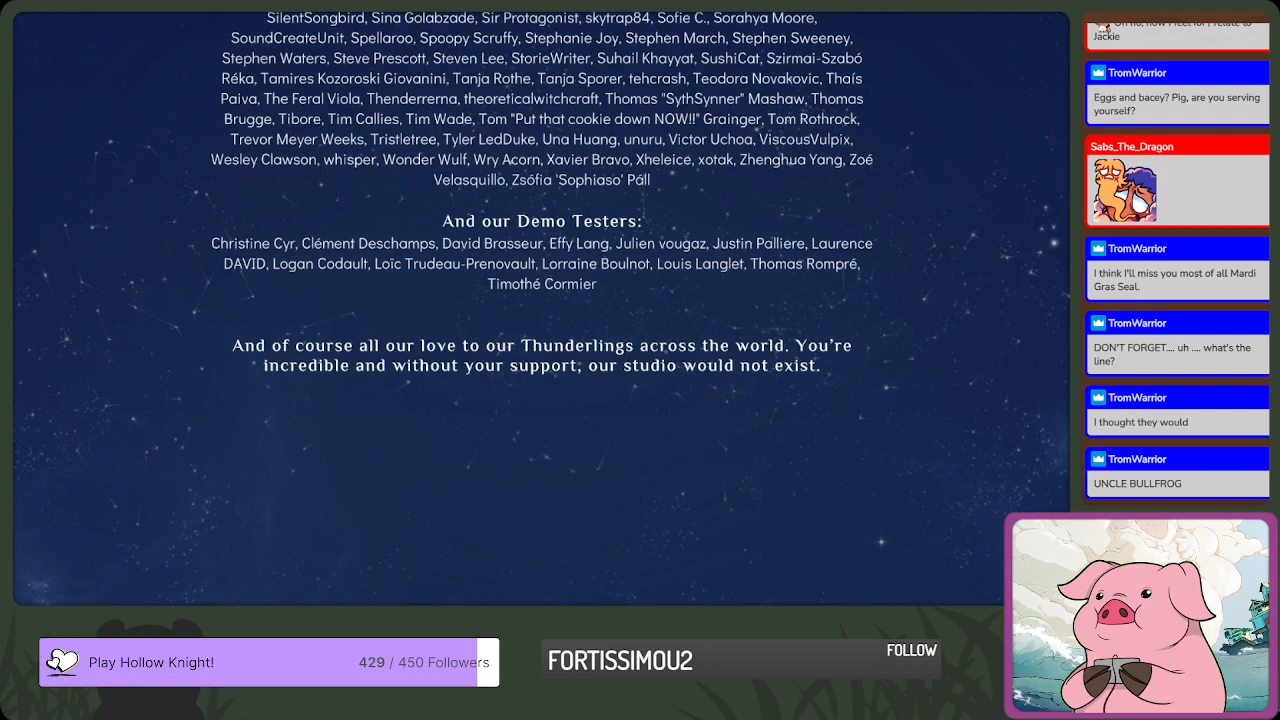 SilentSongbird, Sina Golabzade, Sir Protagonist, skytrap84, Sofie C., Sorahya Moore,
SoundCreateUnit, Spellarena, Spoopy Scruffy, Stephanie Joy, Stephen March, Stephen Sweeney,
Stephen Waters, Steve Prescott, Steven Lee, StorieWriter, Suhail Khayyat, SushiCat, Szirmai-Szabó
Réka, Tamires Kozoroski Giovanini, Tanja Rothe, Tanja Sporer, tehcrash, Teodora Novakovic, Thaís
Paiva, The Feral Viola, Thenderrerna, theoreticalwitchcraft, Thomas "SythSynner" Mashaw, Thomas
Brugge, Tibore, Tim Callies, Tim Wade, Tom "Put that cookie down NOW!!" Grainger, Tom Rothrock,
Trevor Meyer Weeks, Tristletree, Tyler LedDuke, Una Huang, unuru, Victor Uchoa, ViscousVulpix,
Wesley Clawson, whisper, Wonder Wulf, Wry Acorn, Xavier Bravo, Xheleice, xotak, Zhenghua Yang, Zoé
Velasquillo, Zsófia 'Sophiaso' Páll
And our Demo Testers:
Christine Cyr, Clément Deschamps, David Brasseur, Effy Lang, Julien vougaz, Justin Palliere, Laurence
DAVID, Logan Codault, Loïc Trudeau-Prenovault, Lorraine Boulnot, Louis Langlet, Thomas Rompré,
Timothé Cormier
And of course all our love to our Thunderlings across the world. You're
incredible and without your support, our studio would not exist.
now I feel for / relate to
Jackie
TromWarrior
Eggs and bacey? Pig, are you serving
yourself?
Sabs_The_Dragon
TromWarrior
I think I'll miss you most of all Mardi
Gras Seal.
TromWarrior
DON'T FORGET.... uh .... what's the
line?
TromWarrior
I thought they would
TromWarrior
UNCLE BULLFROG
Play Hollow Knight!
429 / 450 Followers
FORTISSIMOU2
FOLLOW